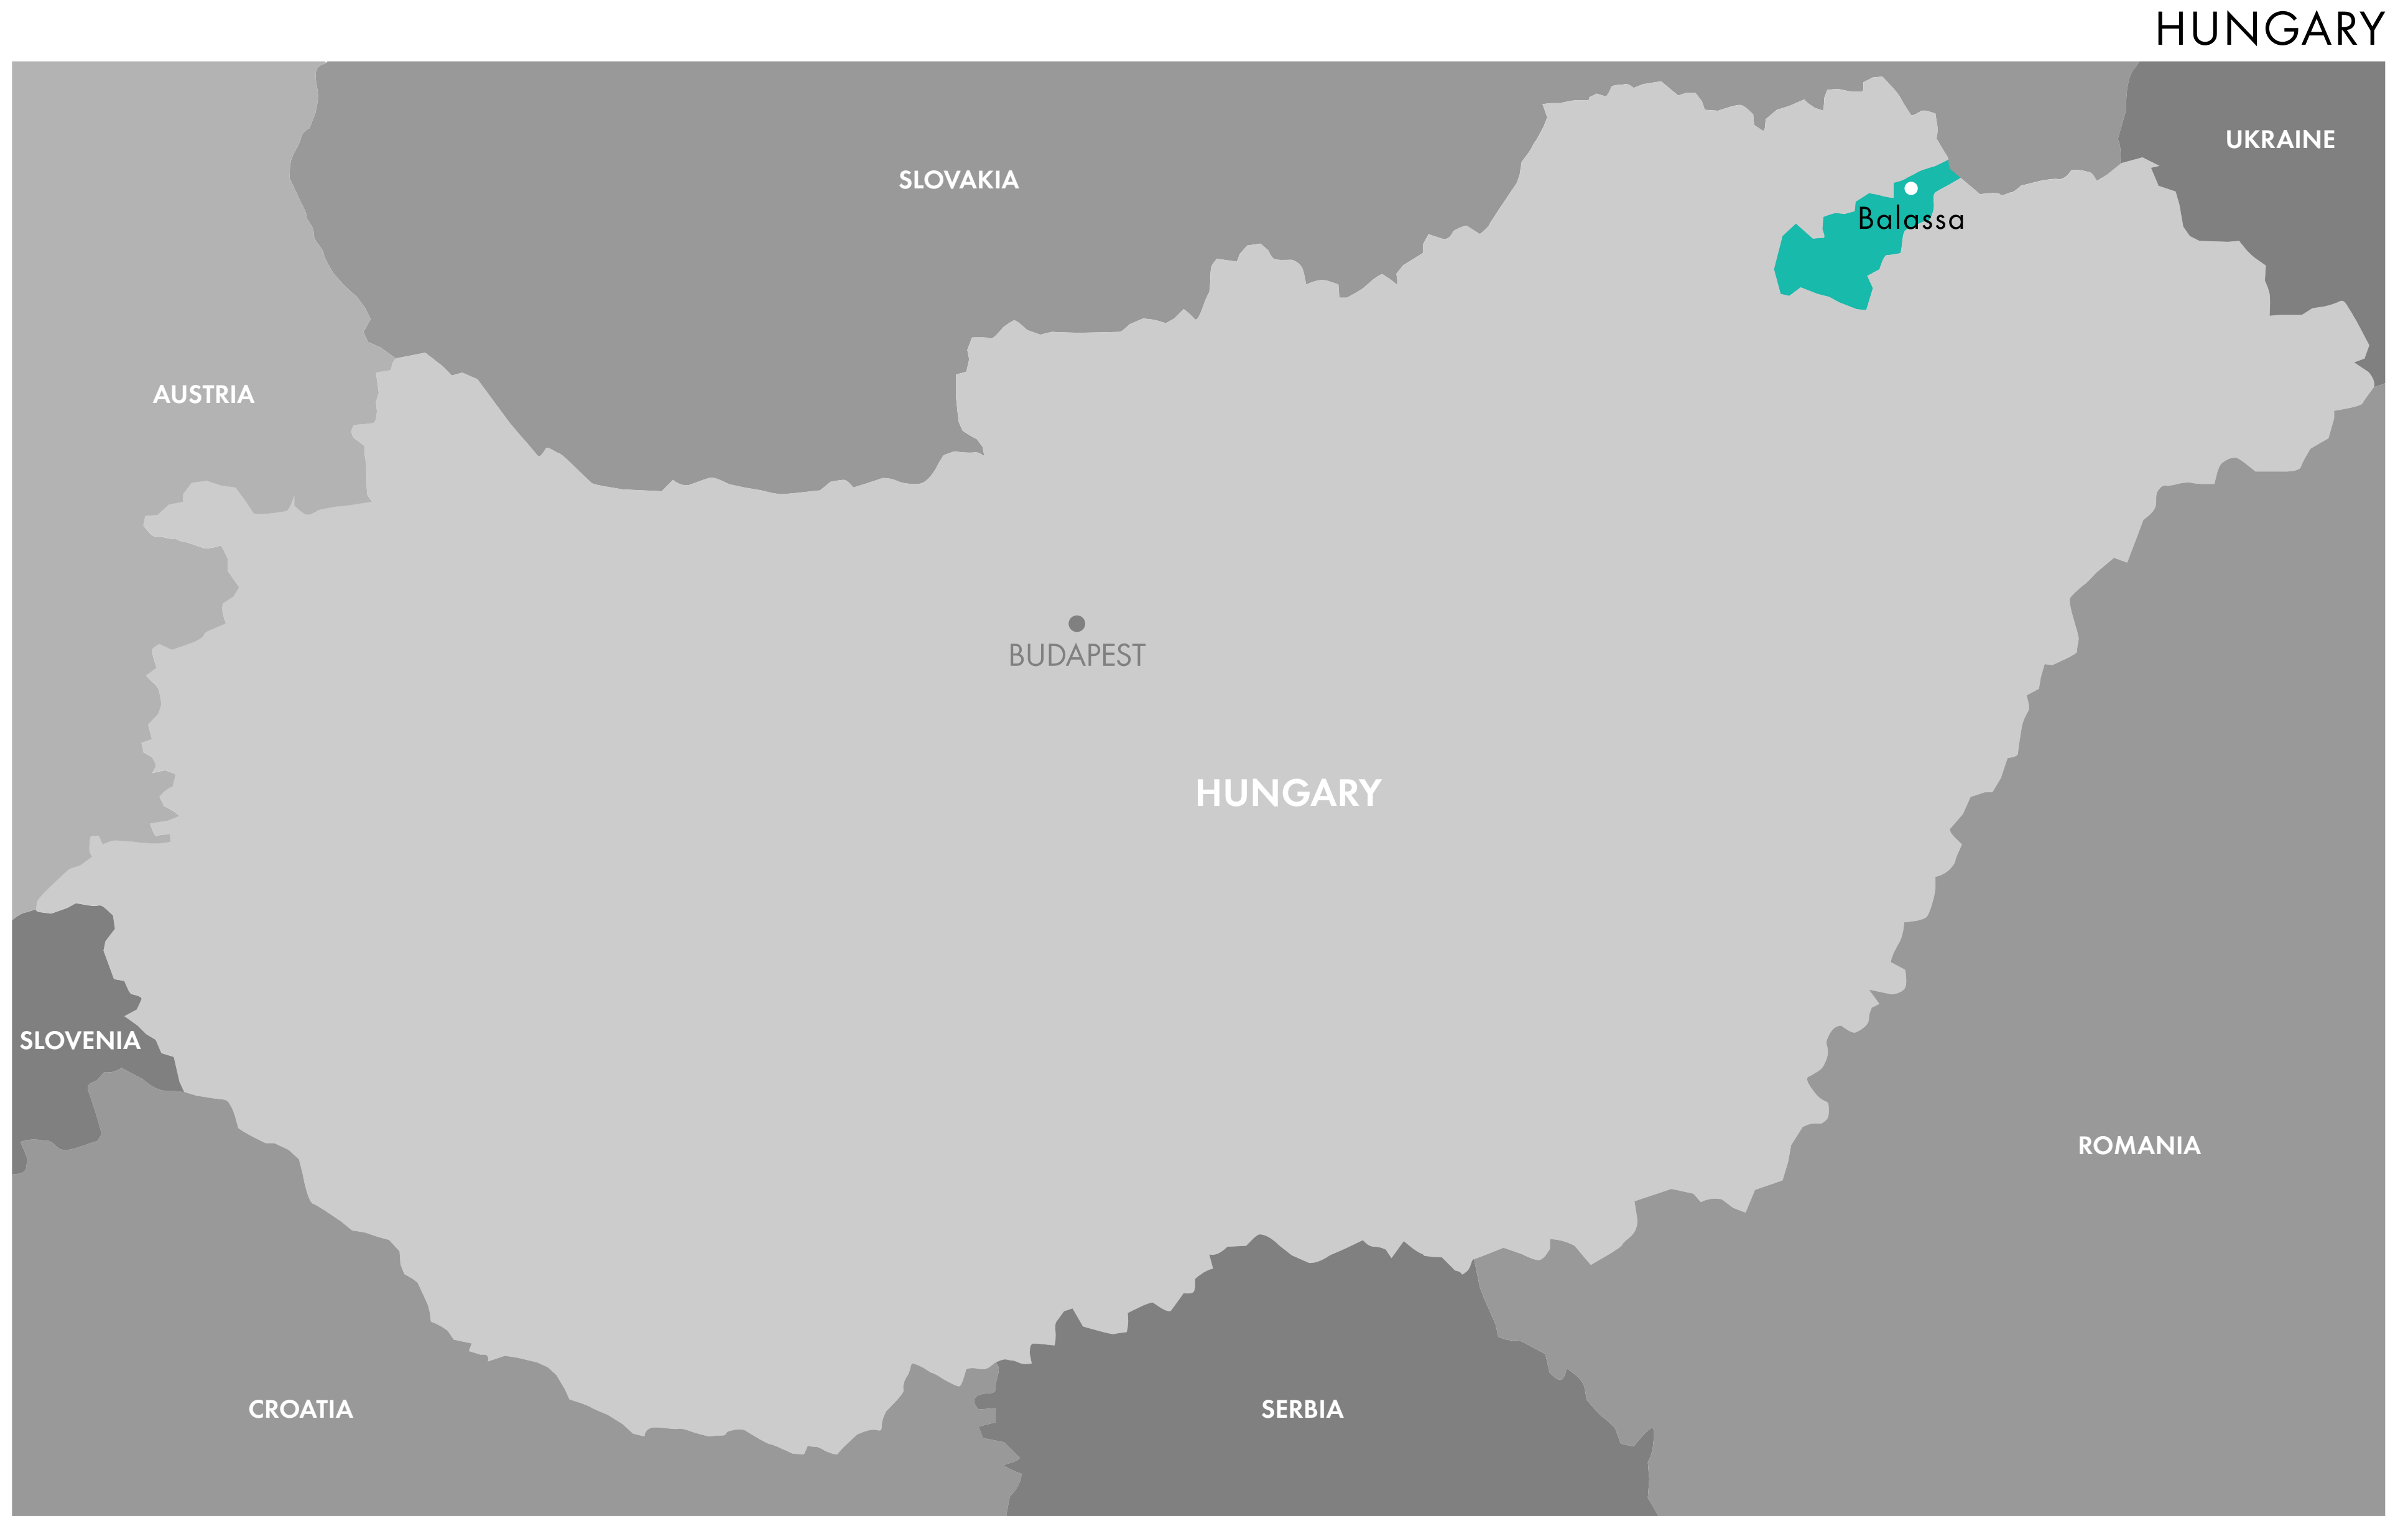 HUNGARY
UKRAINE
SLOVAKIA
Balassa
AUSTRIA
BUDAPEST
HUNGARY
SLOVENIA
ROMANIA
CROATIA
SERBIA